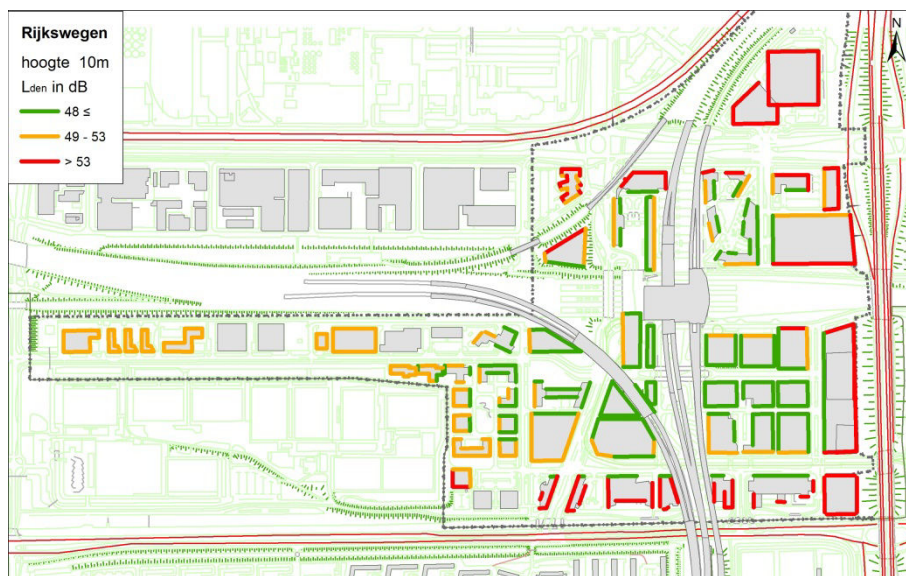 Rijkswegen
hoogte 10m
Lden in dB
48 ≤
49 - 53
> 53
N